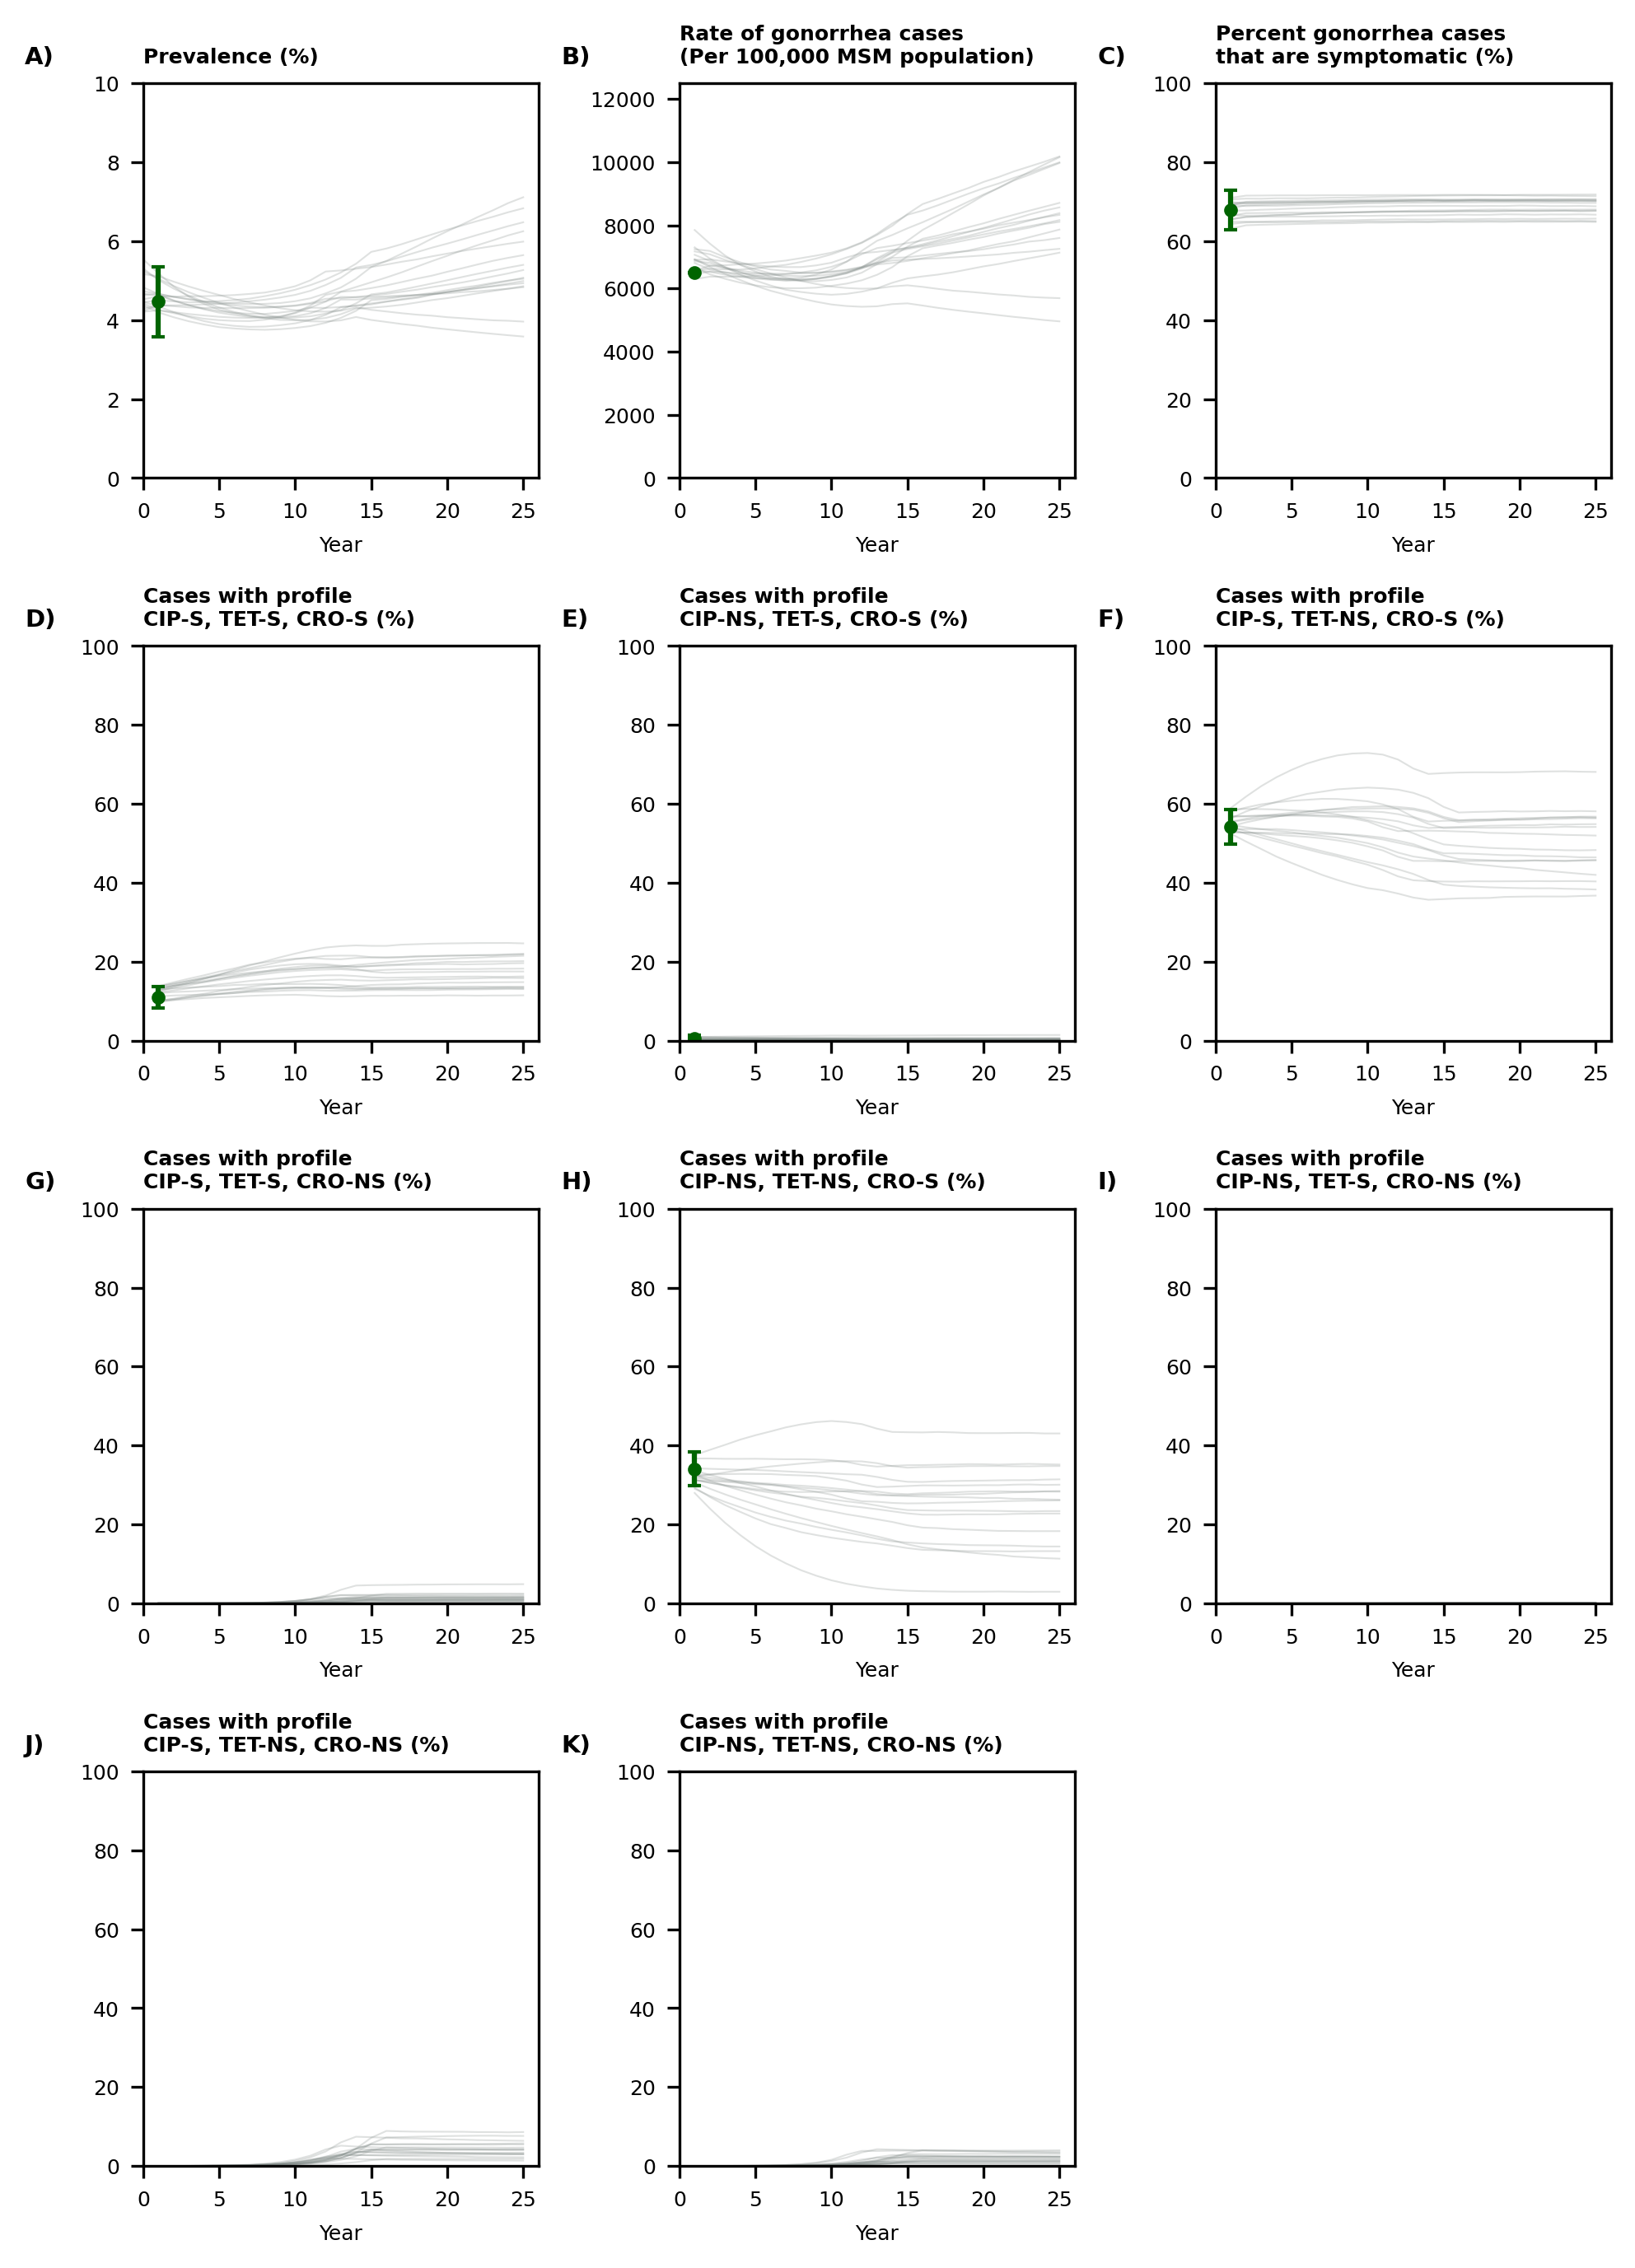 A)
Prevalence (%)
10
8
6
4
2
0
0 5 10 15 20 25
Year
B)
Rate of gonorrhea cases
(Per 100,000 MSM population)
12000
10000
8000
6000
4000
2000
0
0 5 10 15 20 25
Year
C)
Percent gonorrhea cases
that are symptomatic (%)
100
80
60
40
20
0
0 5 10 15 20 25
Year
D)
Cases with profile
CIP-S, TET-S, CRO-S (%)
100
80
60
40
20
0
0 5 10 15 20 25
Year
E)
Cases with profile
CIP-NS, TET-S, CRO-S (%)
100
80
60
40
20
0
0 5 10 15 20 25
Year
F)
Cases with profile
CIP-S, TET-NS, CRO-S (%)
100
80
60
40
20
0
0 5 10 15 20 25
Year
G)
Cases with profile
CIP-S, TET-S, CRO-NS (%)
100
80
60
40
20
0
0 5 10 15 20 25
Year
H)
Cases with profile
CIP-NS, TET-NS, CRO-S (%)
100
80
60
40
20
0
0 5 10 15 20 25
Year
I)
Cases with profile
CIP-NS, TET-S, CRO-NS (%)
100
80
60
40
20
0
0 5 10 15 20 25
Year
J)
Cases with profile
CIP-S, TET-NS, CRO-NS (%)
100
80
60
40
20
0
0 5 10 15 20 25
Year
K)
Cases with profile
CIP-NS, TET-NS, CRO-NS (%)
100
80
60
40
20
0
0 5 10 15 20 25
Year